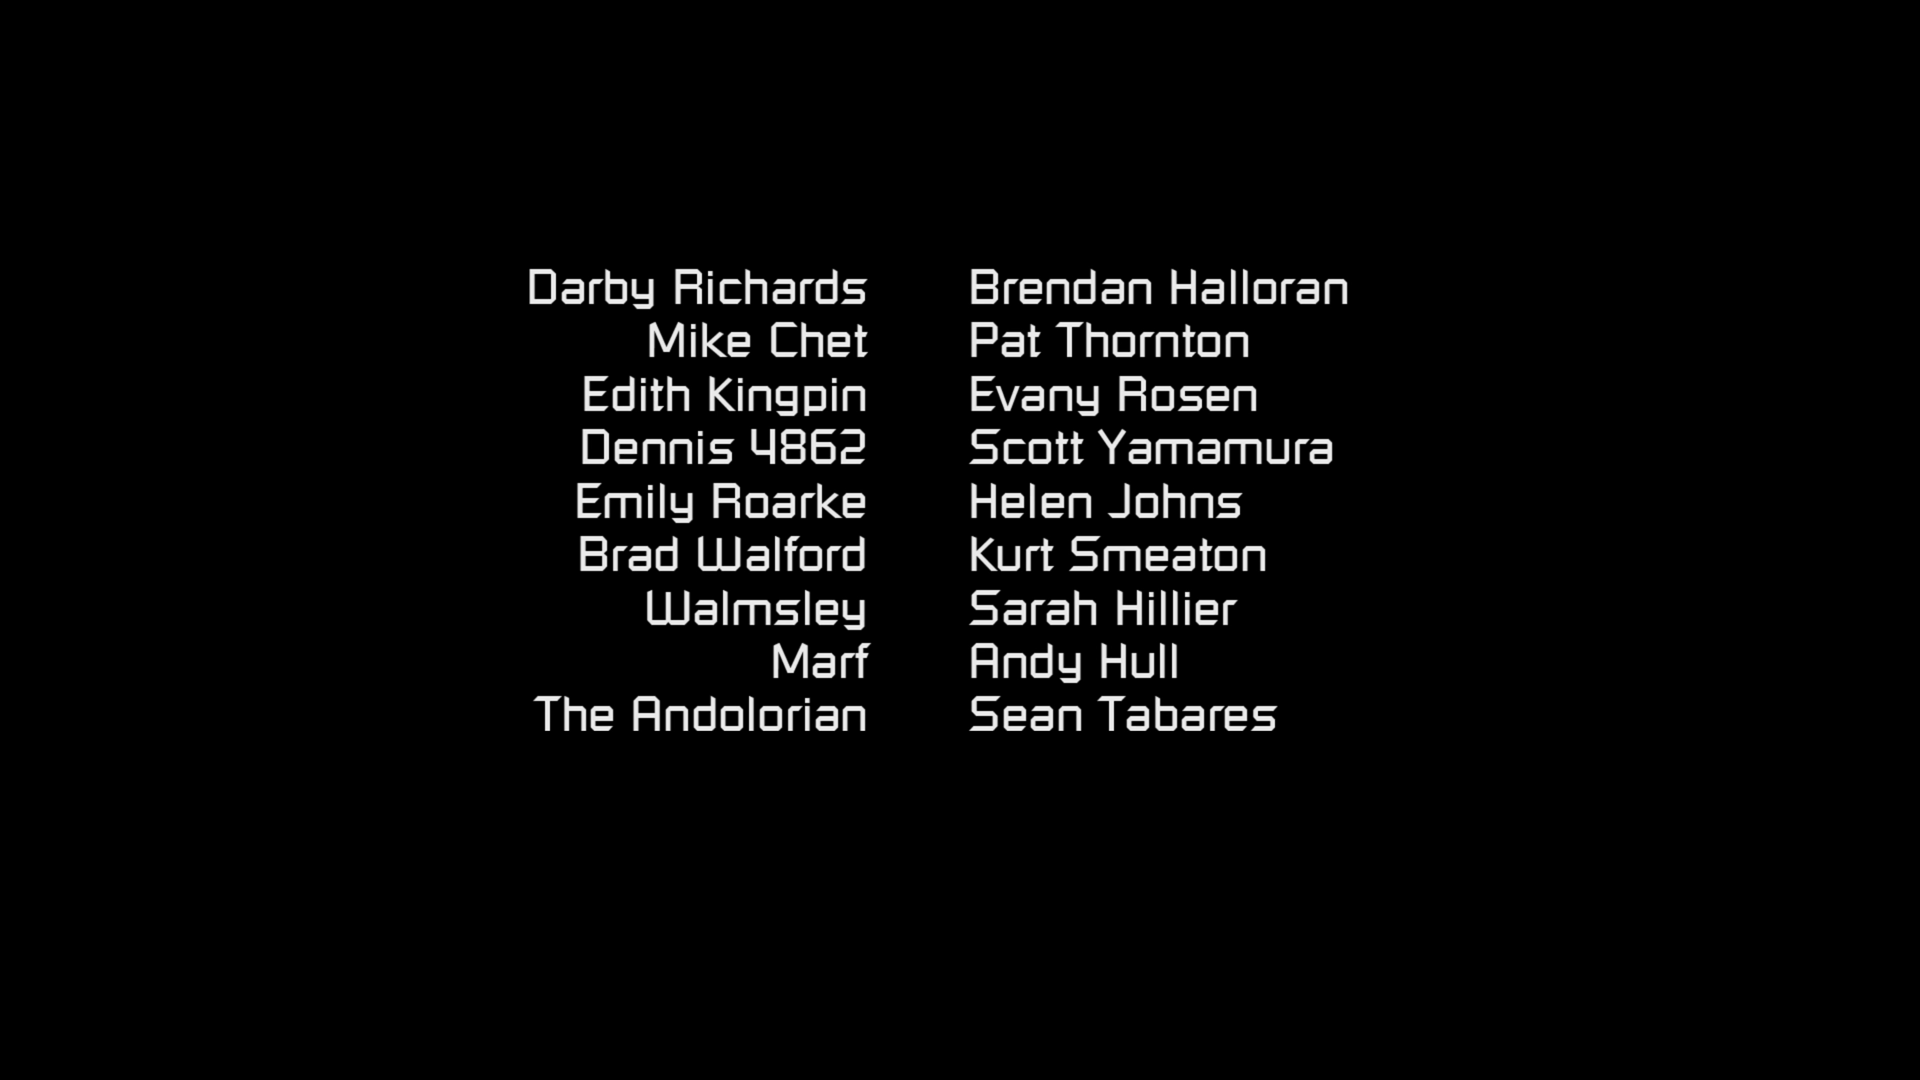 Darby Richards Brendan Halloran
Mike Chet Pat Thornton
Edith Kingpin Evany Rosen
Dennis 4862 Scott Yamamura
Emily Roarke Helen Johns
Brad Walford Kurt Smeaton
Walmsley Sarah Hillier
Marf Andy Hull
The Andolorian Sean Tabares